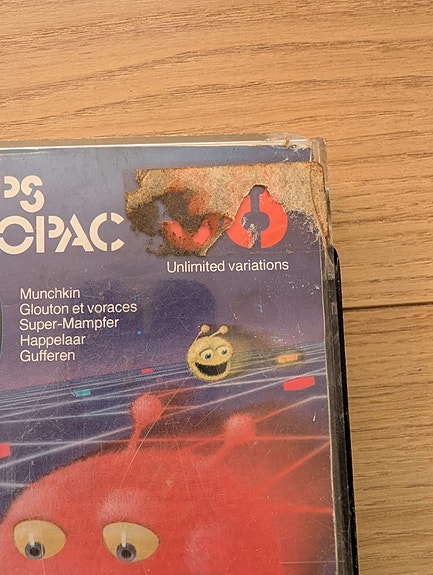 PS
OPAC
Unlimited variations
Munchkin
Glouton et voraces
Super-Mampfer
Happelaar
Gufferen